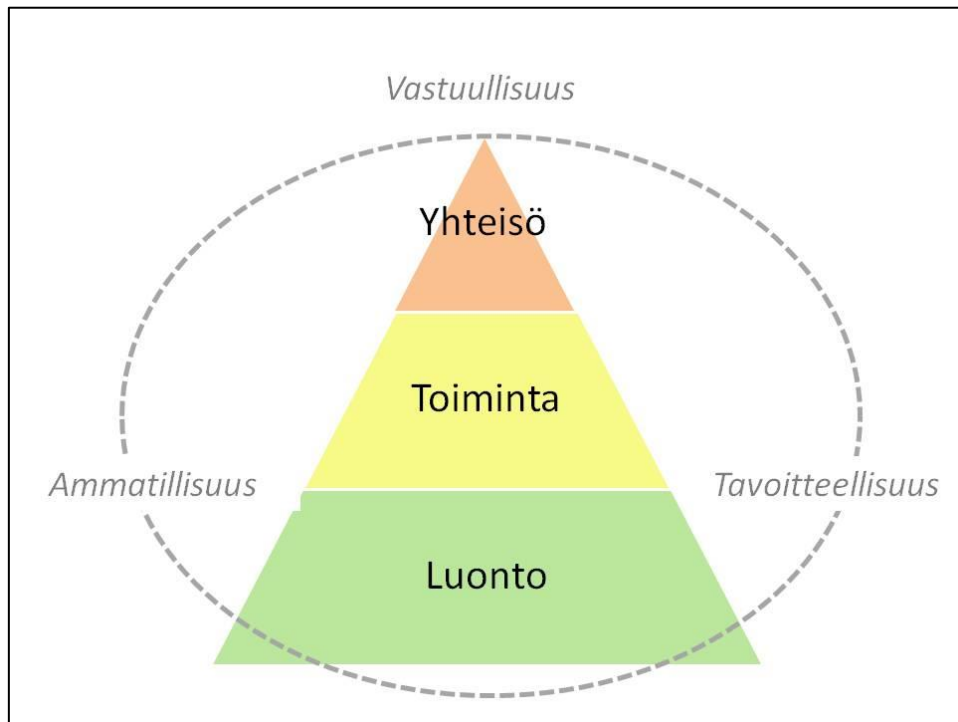 Vastuullisuus
Yhteisö
Toiminta
Ammatillisuus
Tavoitteellisuus
Luonto